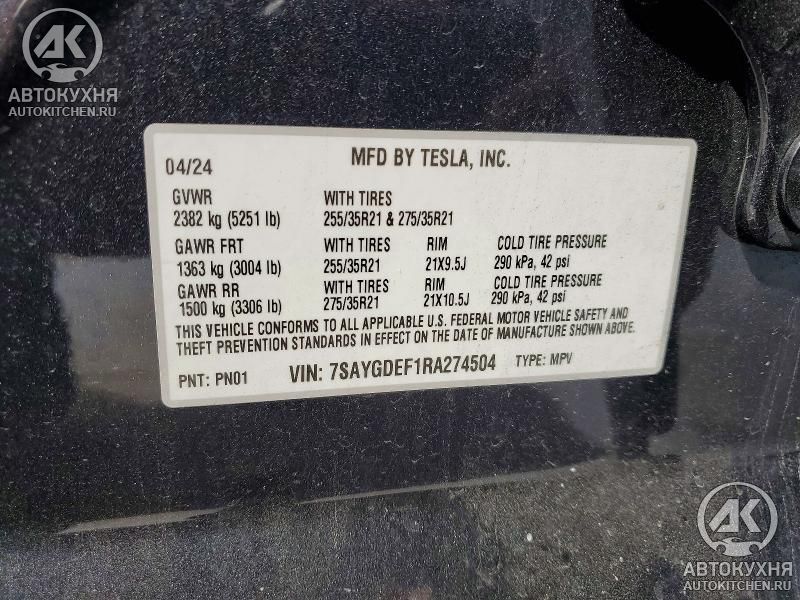 AK
АВТОКУХНЯ
AUTOKITCHEN.RU
04/24
MFD BY TESLA, INC.
GVWR WITH TIRES
2382 kg (5251 lb) 255/35R21 & 275/35R21
GAWR FRT WITH TIRES RIM COLD TIRE PRESSURE
1363 kg (3004 lb) 255/35R21 21X9.5J 290 kPa, 42 psi
GAWR RR WITH TIRES RIM COLD TIRE PRESSURE
1500 kg (3306 lb) 275/35R21 21X10.5J 290 kPa, 42 psi
THIS VEHICLE CONFORMS TO ALL APPLICABLE U.S. FEDERAL MOTOR VEHICLE SAFETY AND
THEFT PREVENTION STANDARDS IN EFFECT ON THE DATE OF MANUFACTURE SHOWN ABOVE.
PNT: PN01 VIN: 7SAYGDEF1RA274504 TYPE: MPV
AK
АВТОКУХНЯ
AUTOKITCHEN.RU